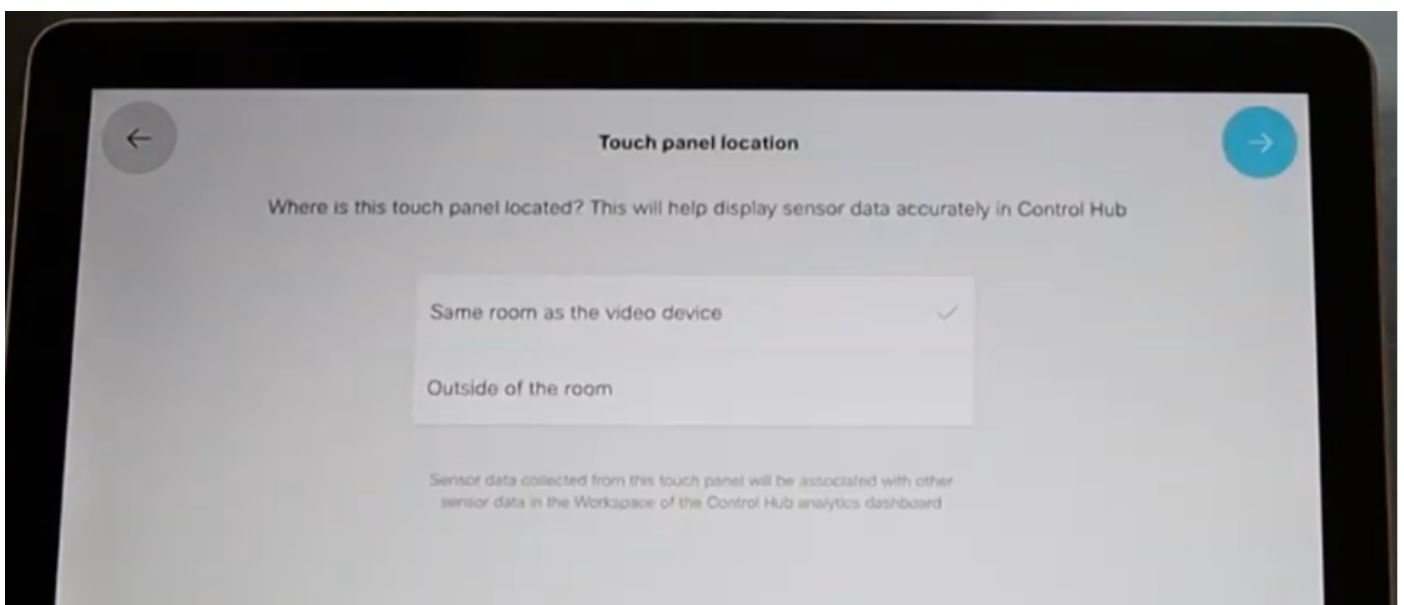 Touch panel location
Where is this touch panel located? This will help display sensor data accurately in Control Hub
Same room as the video device
Outside of the room
Sensor data collected from this touch panel will be associated with other
sensor data in the Workspace of the Control Hub analytics dashboard